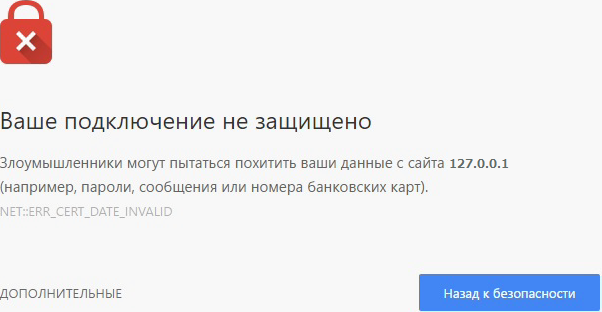 Ваше подключение не защищено
Злоумышленники могут пытаться похитить ваши данные с сайта 127.0.0.1
(например, пароли, сообщения или номера банковских карт).
NET::ERR_CERT_DATE_INVALID
ДОПОЛНИТЕЛЬНЫЕ
Назад к безопасности